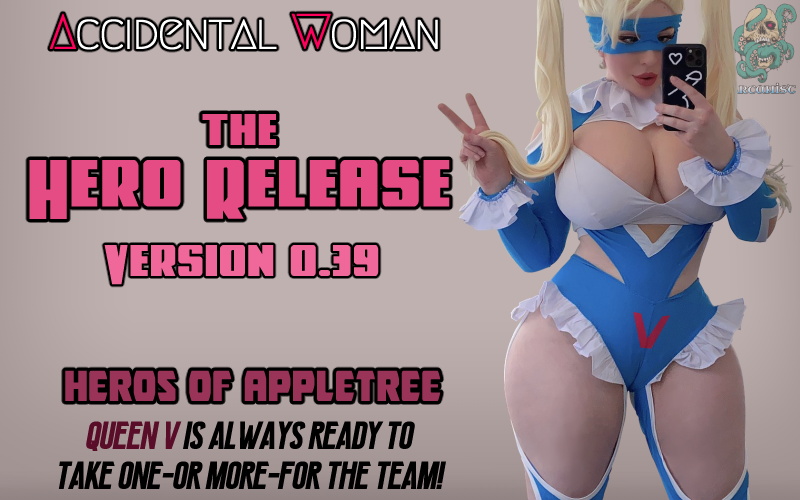 Accidental Woman
the
Hero Release
Version 0.39
Heros of Appletree
Queen V is always ready to
take one-or more-for the team!
V